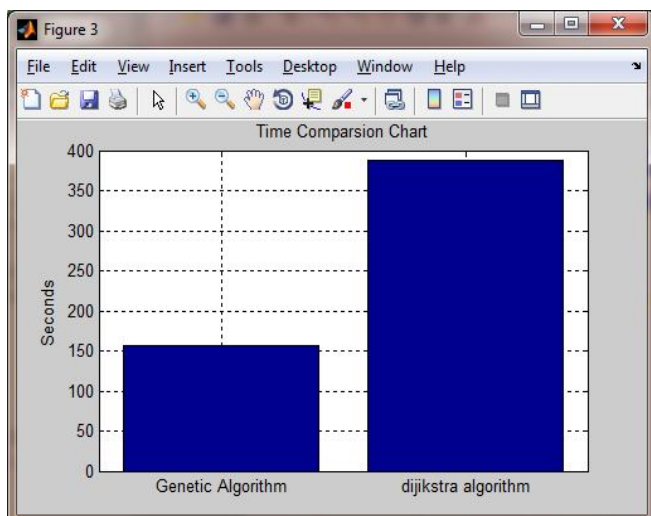 Figure 3
File Edit View Insert Tools Desktop Window Help
Time Comparsion Chart
400
350
300
250
200
150
100
50
0
Seconds
Genetic Algorithm dijikstra algorithm